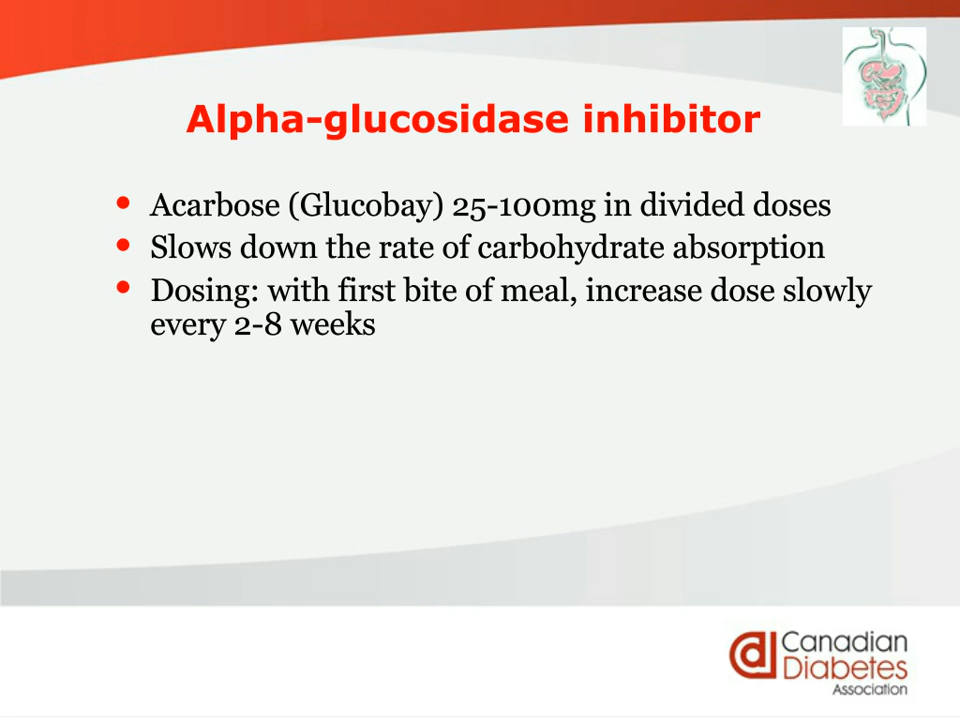 Alpha-glucosidase inhibitor
• Acarbose (Glucobay) 25-100mg in divided doses
• Slows down the rate of carbohydrate absorption
• Dosing: with first bite of meal, increase dose slowly
every 2-8 weeks
Canadian
Diabetes
Association